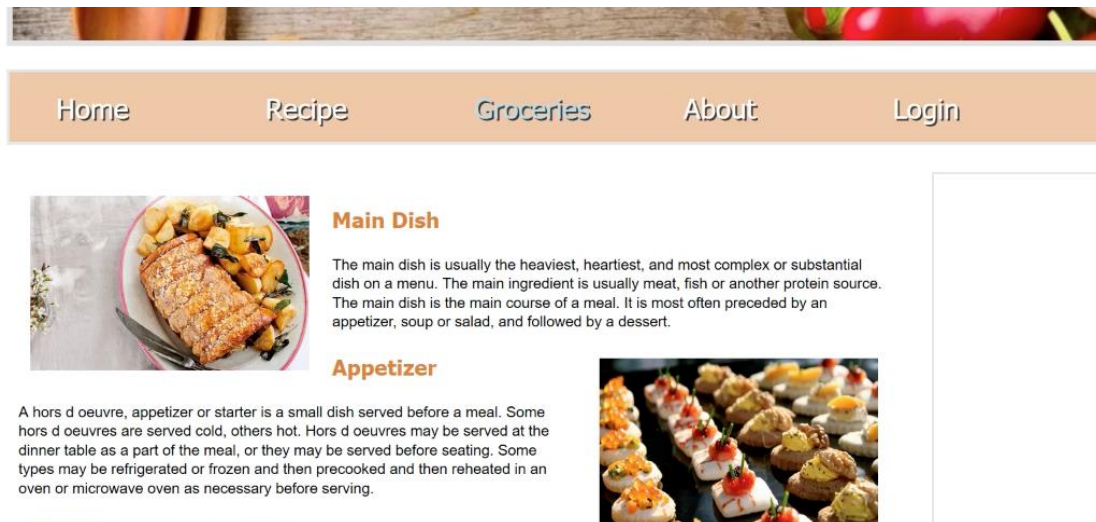 Home Recipe Groceries About Login
Main Dish
The main dish is usually the heaviest, heartiest, and most complex or substantial
dish on a menu. The main ingredient is usually meat, fish or another protein source.
The main dish is the main course of a meal. It is most often preceded by an
appetizer, soup or salad, and followed by a dessert.
Appetizer
A hors d oeuvre, appetizer or starter is a small dish served before a meal. Some
hors d oeuvres are served cold, others hot. Hors d oeuvres may be served at the
dinner table as a part of the meal, or they may be served before seating. Some
types may be refrigerated or frozen and then precooked and then reheated in an
oven or microwave oven as necessary before serving.